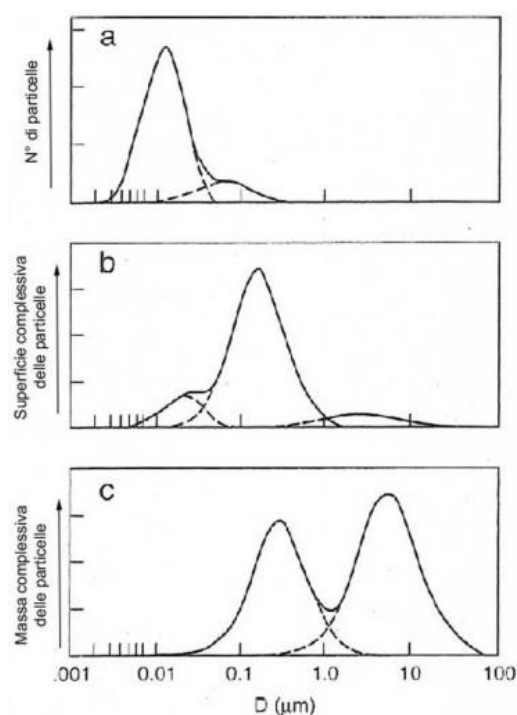 a
N° di particelle
b
Superficie complessiva
delle particelle
c
Massa complessiva
delle particelle
.001
0.01
0.1
1.0
10
100
D (μm)